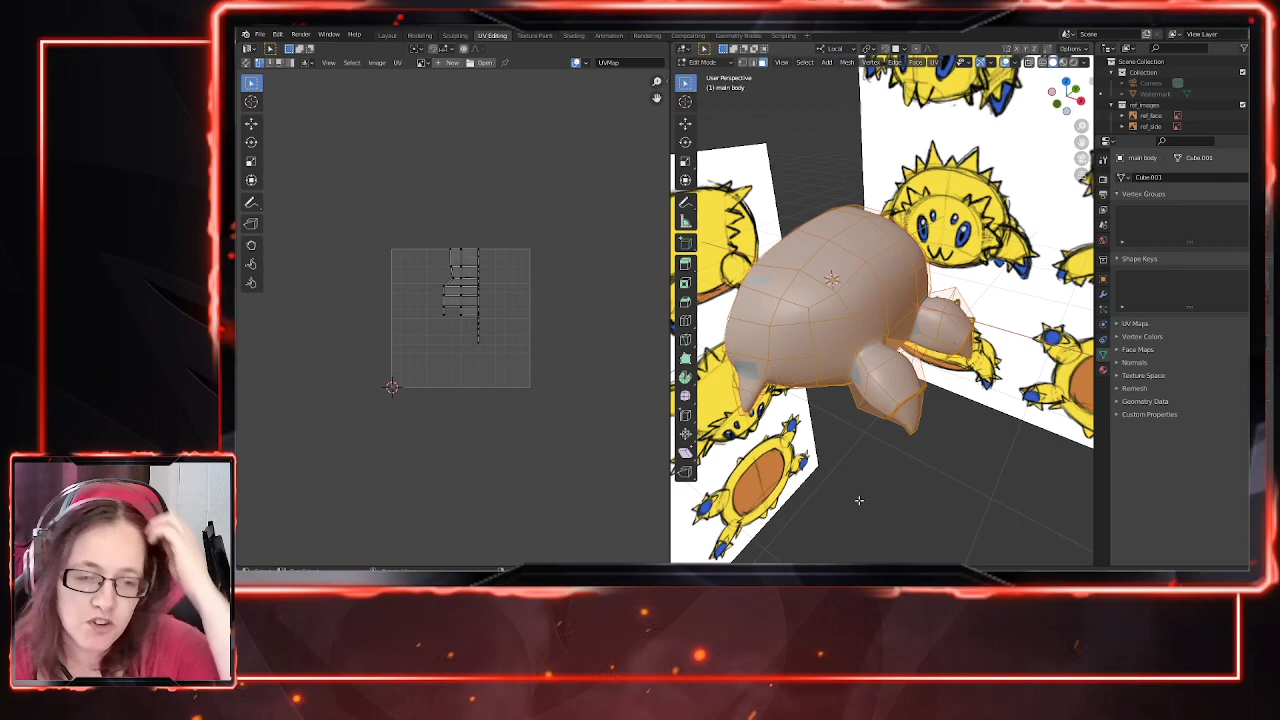 File Edit Render Window Help Layout Modeling Sculpting UV Editing Texture Paint Shading Animation Rendering Compositing Geometry Nodes Scripting + Scene View Layer
Local Options
View Select Image UV New Open UVMap Edit Mode View Select Add Mesh Vertex Edge Face UV
Scene Collection
Collection
Camera
Watermark
ref_images
ref_face
ref_side
User Perspective
(1) main body
main body Cube.001
Cube.001
Vertex Groups
Shape Keys
UV Maps
Vertex Colors
Face Maps
Normals
Texture Space
Remesh
Geometry Data
Custom Properties